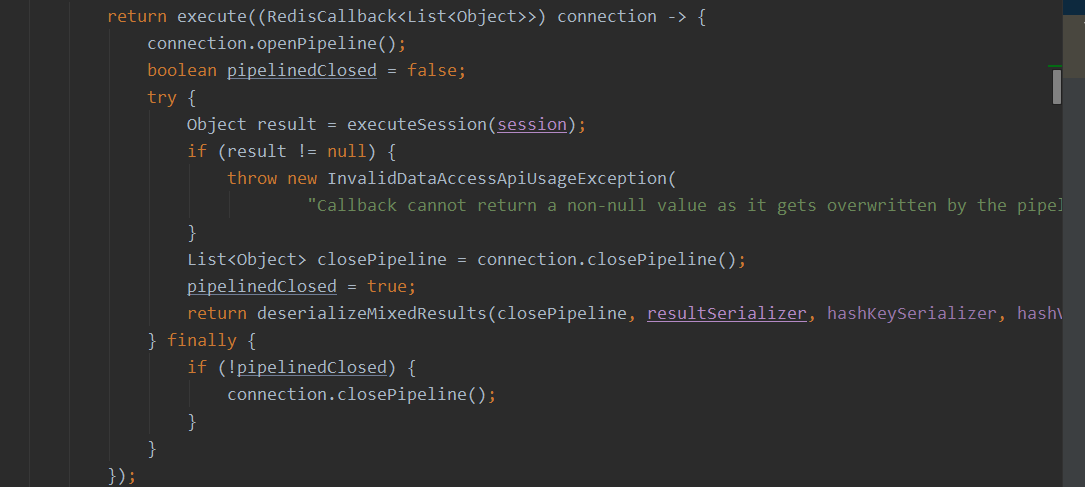 return execute((RedisCallback<List<Object>>) connection -> {
connection.openPipeline();
boolean pipelinedClosed = false;
try {
Object result = executeSession(session);
if (result != null) {
throw new InvalidDataAccessApiUsageException(
"Callback cannot return a non-null value as it gets overwritten by the
}
List<Object> closePipeline = connection.closePipeline();
pipelinedClosed = true;
return deserializeMixedResults(closePipeline, resultSerializer, hashKeySerializer,
} finally {
if (!pipelinedClosed) {
connection.closePipeline();
}
}
});